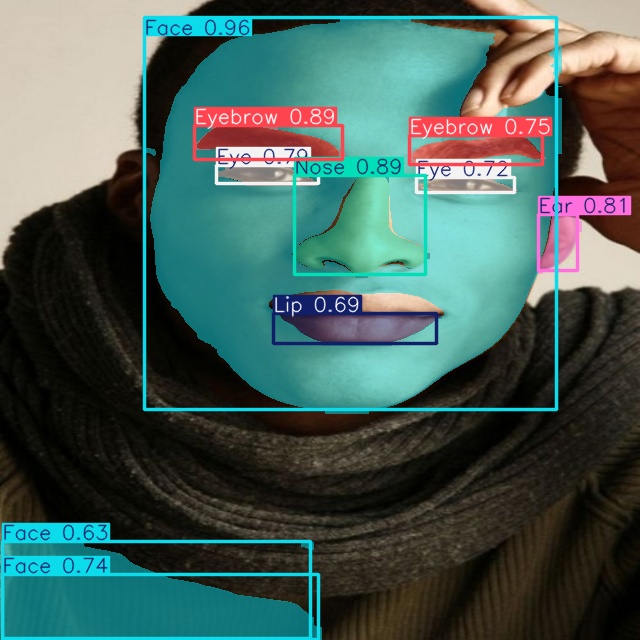 Face 0.96
Eyebrow 0.89
Eyebrow 0.75
Eye 0.79
Nose 0.89
Eye 0.72
Ear 0.81
Lip 0.69
Face 0.63
Face 0.74